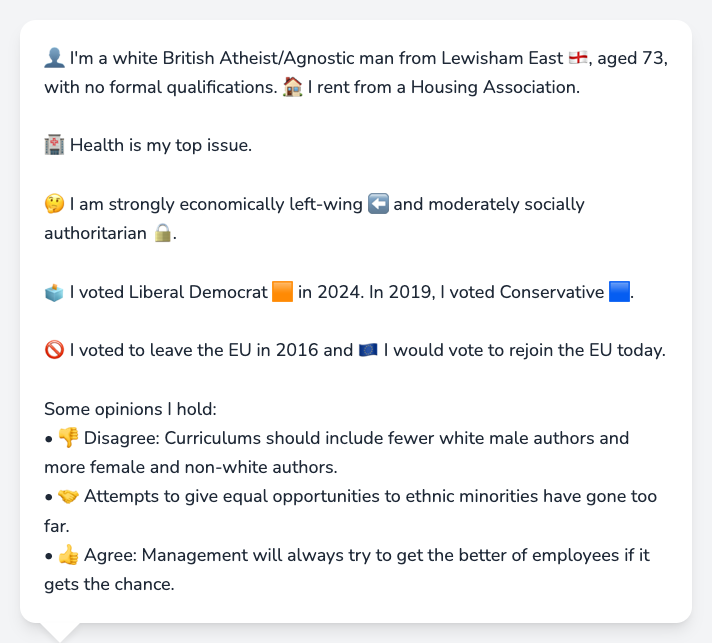 👤 I'm a white British Atheist/Agnostic man from Lewisham East 🏴󠁧󠁢󠁥󠁮󠁧󠁿, aged 73,
with no formal qualifications. 🏠 I rent from a Housing Association.
🏥 Health is my top issue.
🤔 I am strongly economically left-wing ⬅️ and moderately socially
authoritarian 🔒.
🗳️ I voted Liberal Democrat 🟧 in 2024. In 2019, I voted Conservative 🟦.
🚫 I voted to leave the EU in 2016 and 🇪🇺 I would vote to rejoin the EU today.
Some opinions I hold:
• 👎 Disagree: Curriculums should include fewer white male authors and
more female and non-white authors.
• 🤝 Attempts to give equal opportunities to ethnic minorities have gone too
far.
• 👍 Agree: Management will always try to get the better of employees if it
gets the chance.